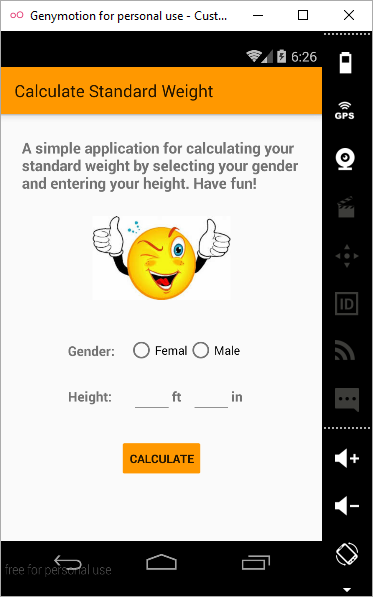 Genymotion for personal use - Cust...
6:26
GPS
Calculate Standard Weight
A simple application for calculating your
standard weight by selecting your gender
and entering your height. Have fun!
Gender: Femal Male
Height: ft in
CALCULATE
ID
free for personal use